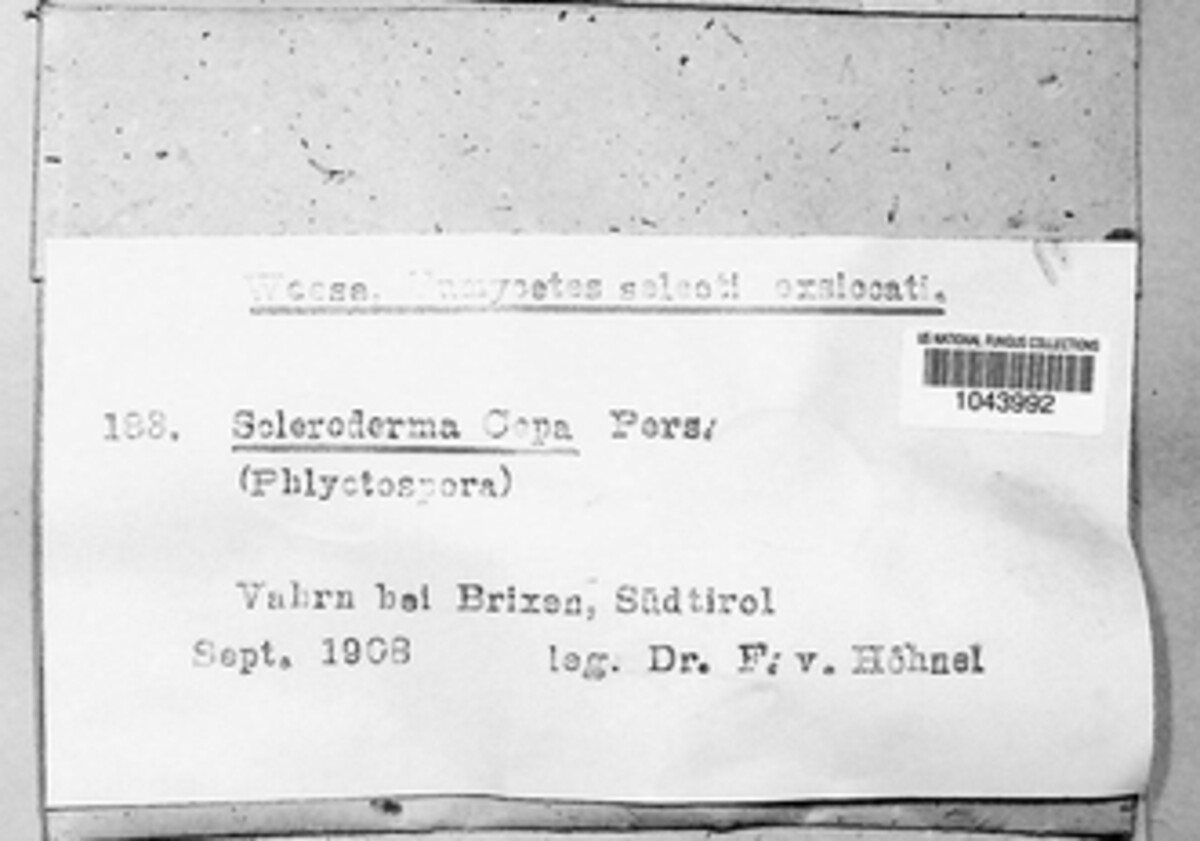 Weese, Eumycetes selecti exsiccati.
US NATIONAL FUNGUS COLLECTIONS
1043992
188. Scleroderma Cepa Pers.
(Phlyctospora)
Vahrn bei Brixen, Südtirol
Sept. 1908 leg. Dr. F. v. Höhnel